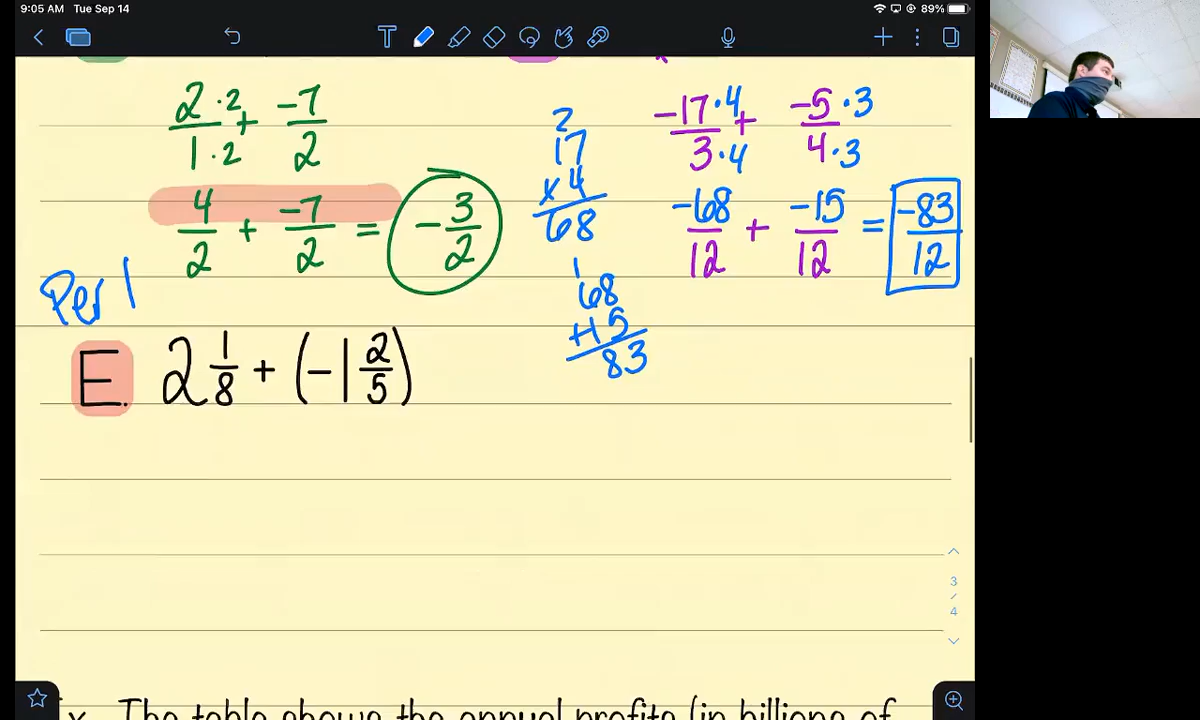 9:05 AM Tue Sep 14
89%
2·2/1·2 + -7/2
4/2 + -7/2 = -3/2
2
17
x4
68
1
68
+15
83
-17·4/3·4 + -5·3/4·3
-68/12 + -15/12 = -83/12
Per 1
E. 2 1/8 + (-1 2/5)
3
/
4
x. The table shows the annual profits (in billions of